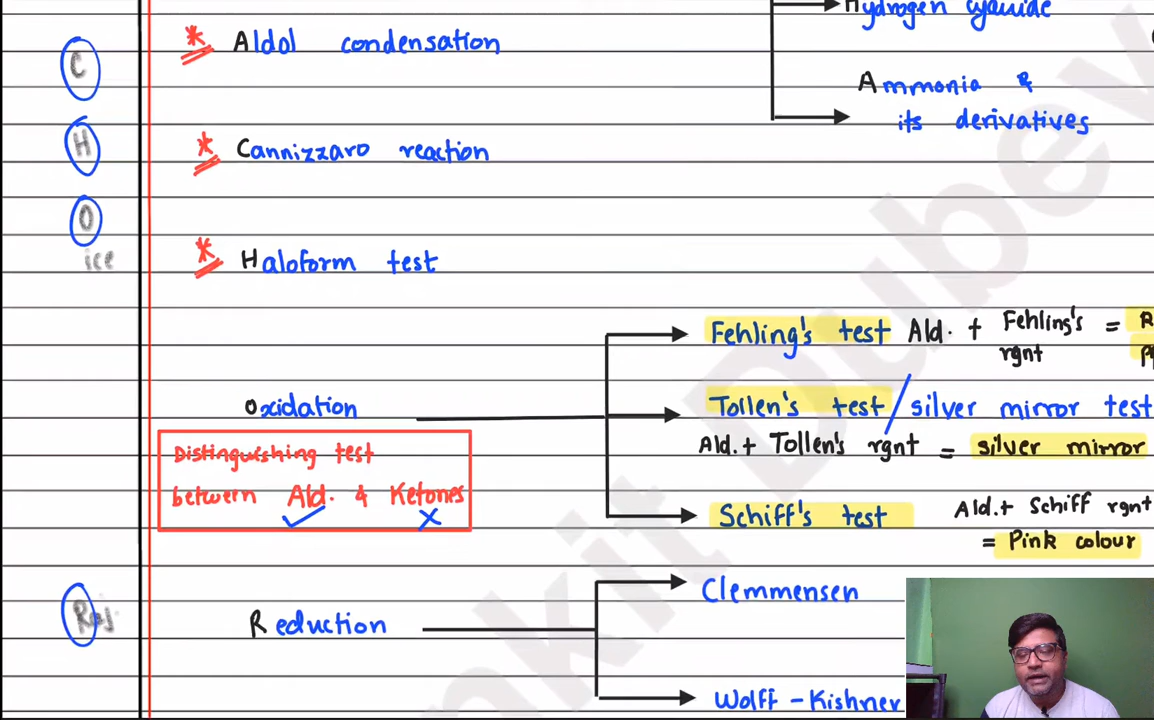 Hydrogen cyanide
C
* Aldol condensation
Ammonia &
its derivatives
H
* Cannizzaro reaction
O
ice
* Haloform test
Fehling's test Ald. + Fehling's rgnt = R
Tollen's test / silver mirror test
Oxidation
Ald. + Tollen's rgnt = silver mirror
Distinguishing test
between Ald. & Ketones
Schiff's test Ald. + Schiff rgnt
= Pink colour
Clemmensen
Raj.
Reduction
Wolff - Kishner